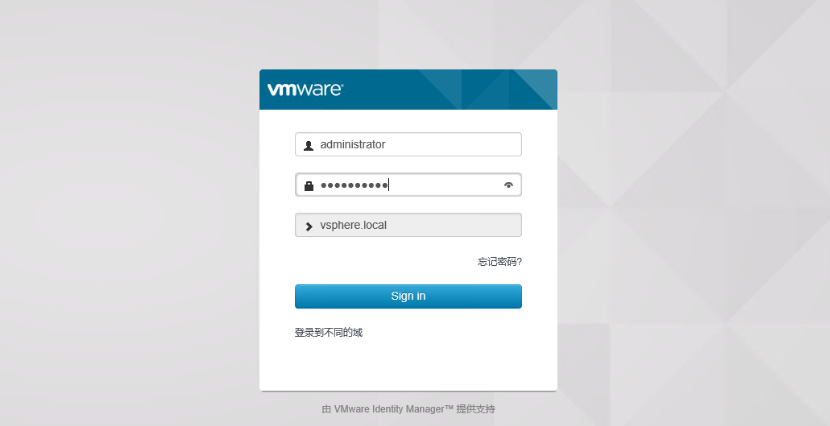 vmware®
administrator
••••••••••
vsphere.local
忘记密码?
Sign in
登录到不同的域
由 VMware Identity Manager™ 提供支持